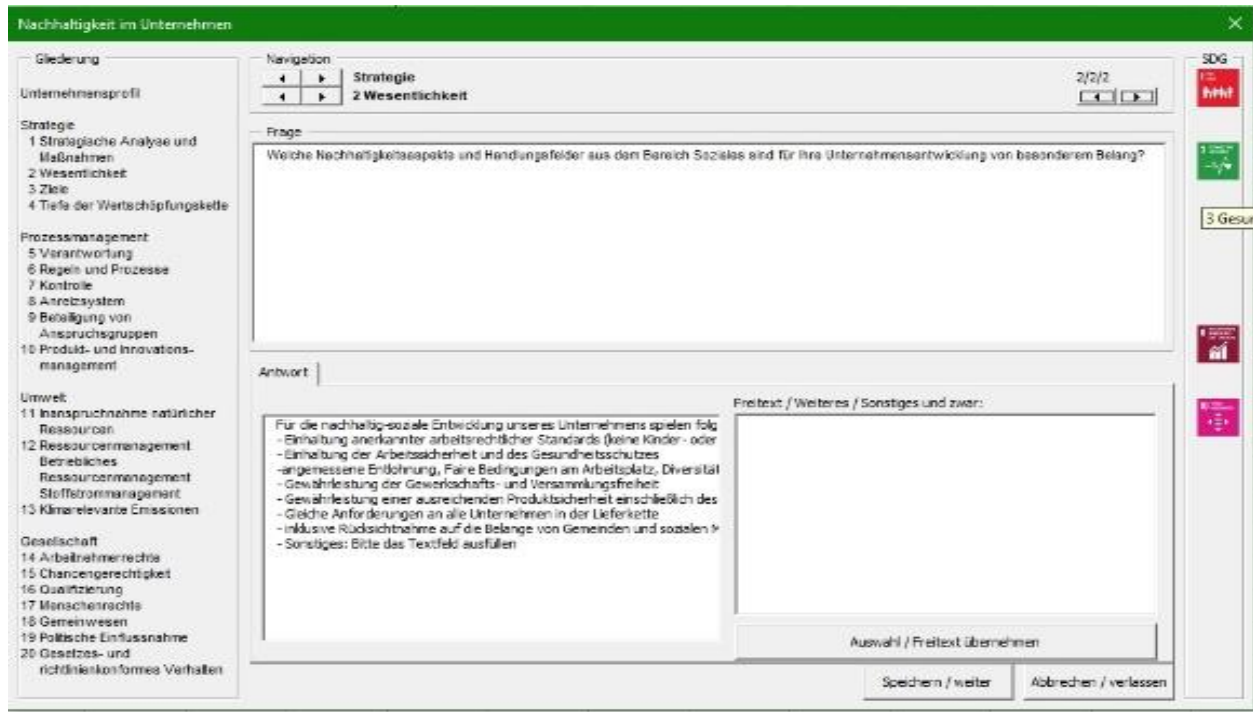 Nachhaltigkeit im Unternehmen
Gliederung
Unternehmensprofil
Strategie
1 Strategische Analyse und
Maßnahmen
2 Wesentlichkeit
3 Ziele
4 Tiefe der Wertschöpfungskette
Prozessmanagement
5 Verantwortung
6 Regeln und Prozesse
7 Kontrolle
8 Anreizsystem
9 Beteiligung von
Anspruchsgruppen
10 Produkt- und Innovations-
management
Umwelt
11 Inanspruchnahme natürlicher
Ressourcen
12 Ressourcenmanagement
Betriebliches
Ressourcenmanagement
Stoffstrommanagement
13 Klimarelevante Emissionen
Gesellschaft
14 Arbeitnehmerrechte
15 Chancengerechtigket
16 Qualifizierung
17 Menschenrechte
18 Gemeinwesen
19 Politische Einflussnahme
20 Gesetzes- und
richtlinienkonformes Verhalten
Navigation
Strategie
2 Wesentlichkeit
2/2/2
Frage
Welche Nachhaltigkeitsaspekte und Handlungsfelder aus dem Bereich Soziales sind für Ihre Unternehmensentwicklung von besonderem Belang?
Antwort
Für die nachhaltig-soziale Entwicklung unseres Unternehmens spielen folg
- Einhaltung anerkannter arbeitsrechtlicher Standards (keine Kinder- oder
- Einhaltung der Arbeitssicherheit und des Gesundheitsschutzes
-angemessene Entlohnung, Faire Bedingungen am Arbeitsplatz, Diversität
- Gewährleistung der Gewerkschafts- und Versammlungsfreiheit
- Gewährleistung einer ausreichenden Produktsicherheit einschließlich des
- Gleiche Anforderungen an alle Unternehmen in der Lieferkette
- inklusive Rücksichtnahme auf die Belange von Gemeinden und sozialen M
- Sonstiges: Bitte das Textfeld ausfüllen
Freitext / Weiteres / Sonstiges und zwar:
Auswahl / Freitext übernehmen
Speichern / weiter
Abbrechen / verlassen
SDG
3 Gesun